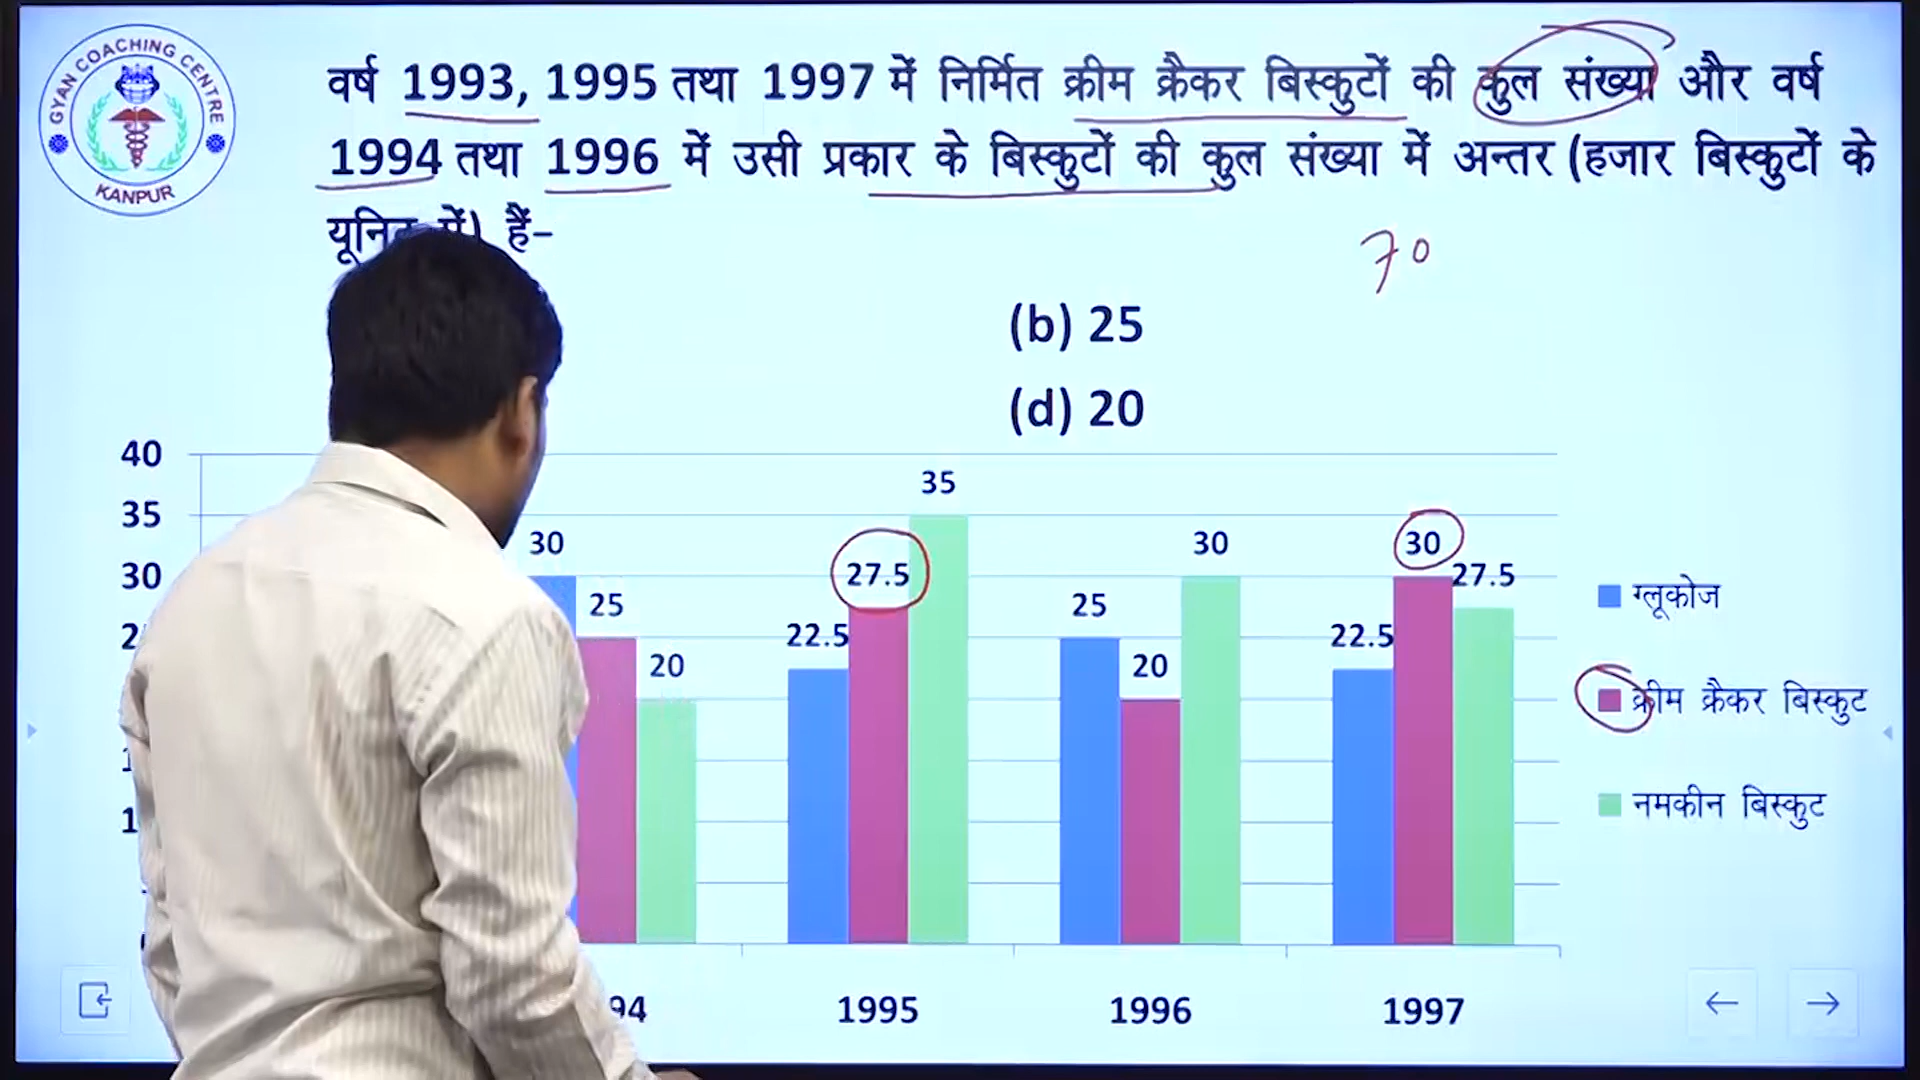 GYAN COACHING CENTRE
KANPUR
वर्ष 1993, 1995 तथा 1997 में निर्मित क्रीम क्रैकर बिस्कुटों की कुल संख्या और वर्ष
1994 तथा 1996 में उसी प्रकार के बिस्कुटों की कुल संख्या में अन्तर (हजार बिस्कुटों के
हैं-
70
(b) 25
(d) 20
40
35
30
30
25
20
22.5
27.5
35
25
20
30
22.5
30
27.5
ग्लूकोज
क्रीम क्रैकर बिस्कुट
नमकीन बिस्कुट
1995
1996
1997